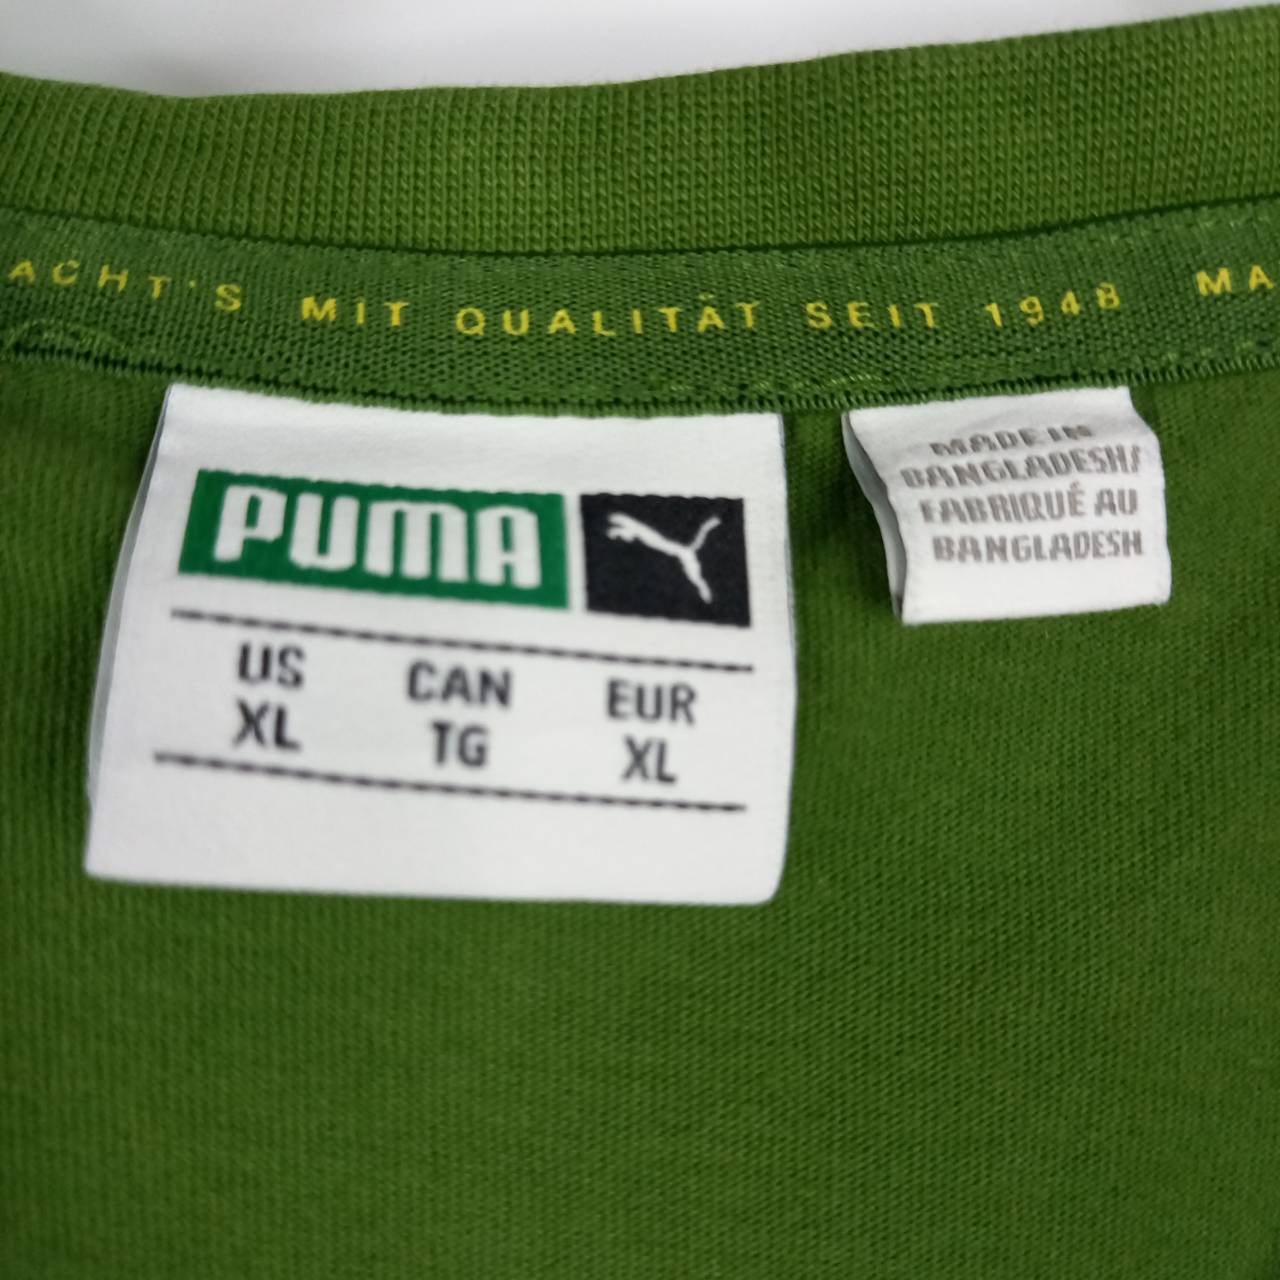 ACHT'S MIT QUALITÄT SEIT 1948 MA
PUMA
US CAN EUR
XL TG XL
MADE IN
BANGLADESH/
FABRIQUÉ AU
BANGLADESH